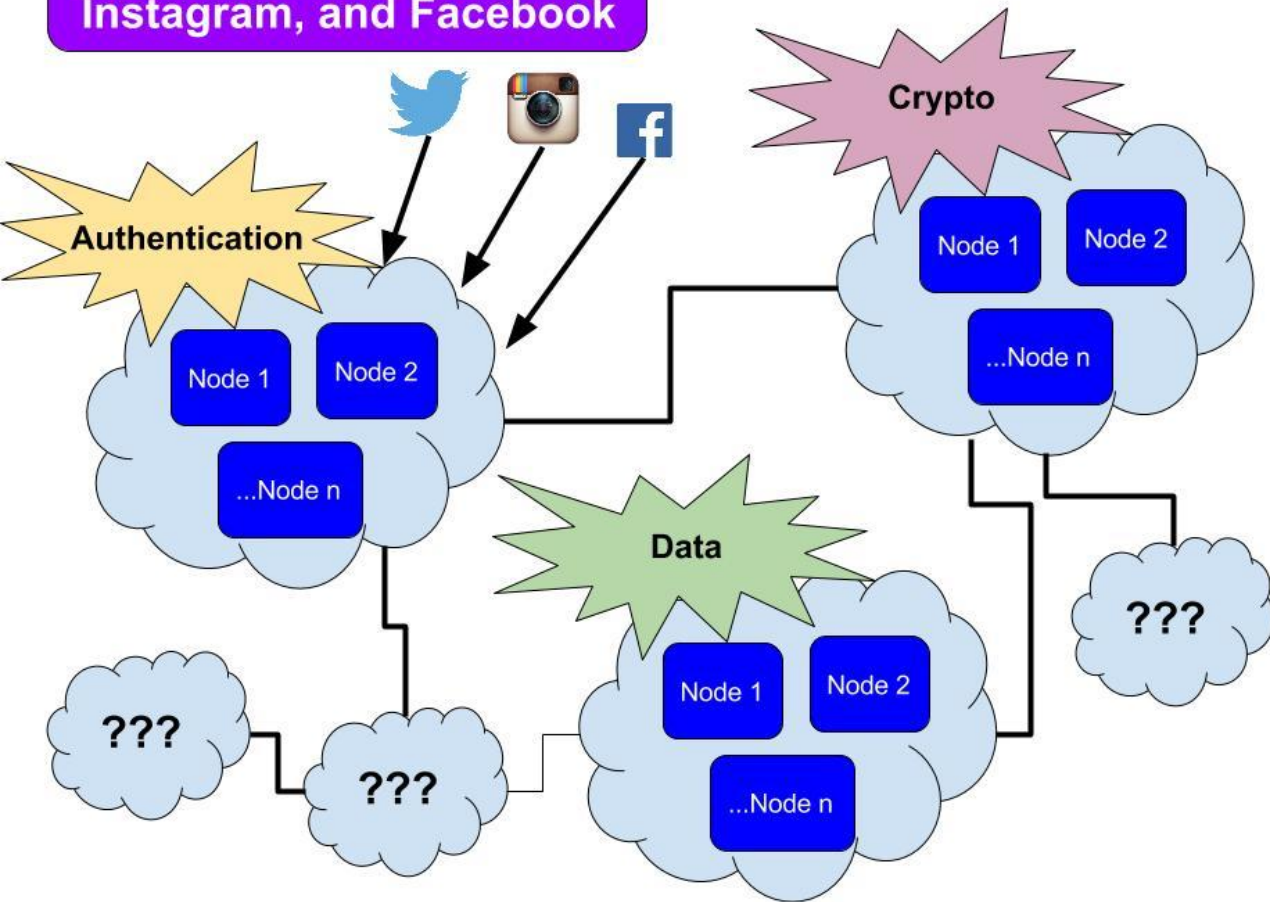 Instagram, and Facebook
Crypto
Node 1
Node 2
...Node n
Authentication
Node 1
Node 2
...Node n
Data
Node 1
Node 2
...Node n
???
???
???